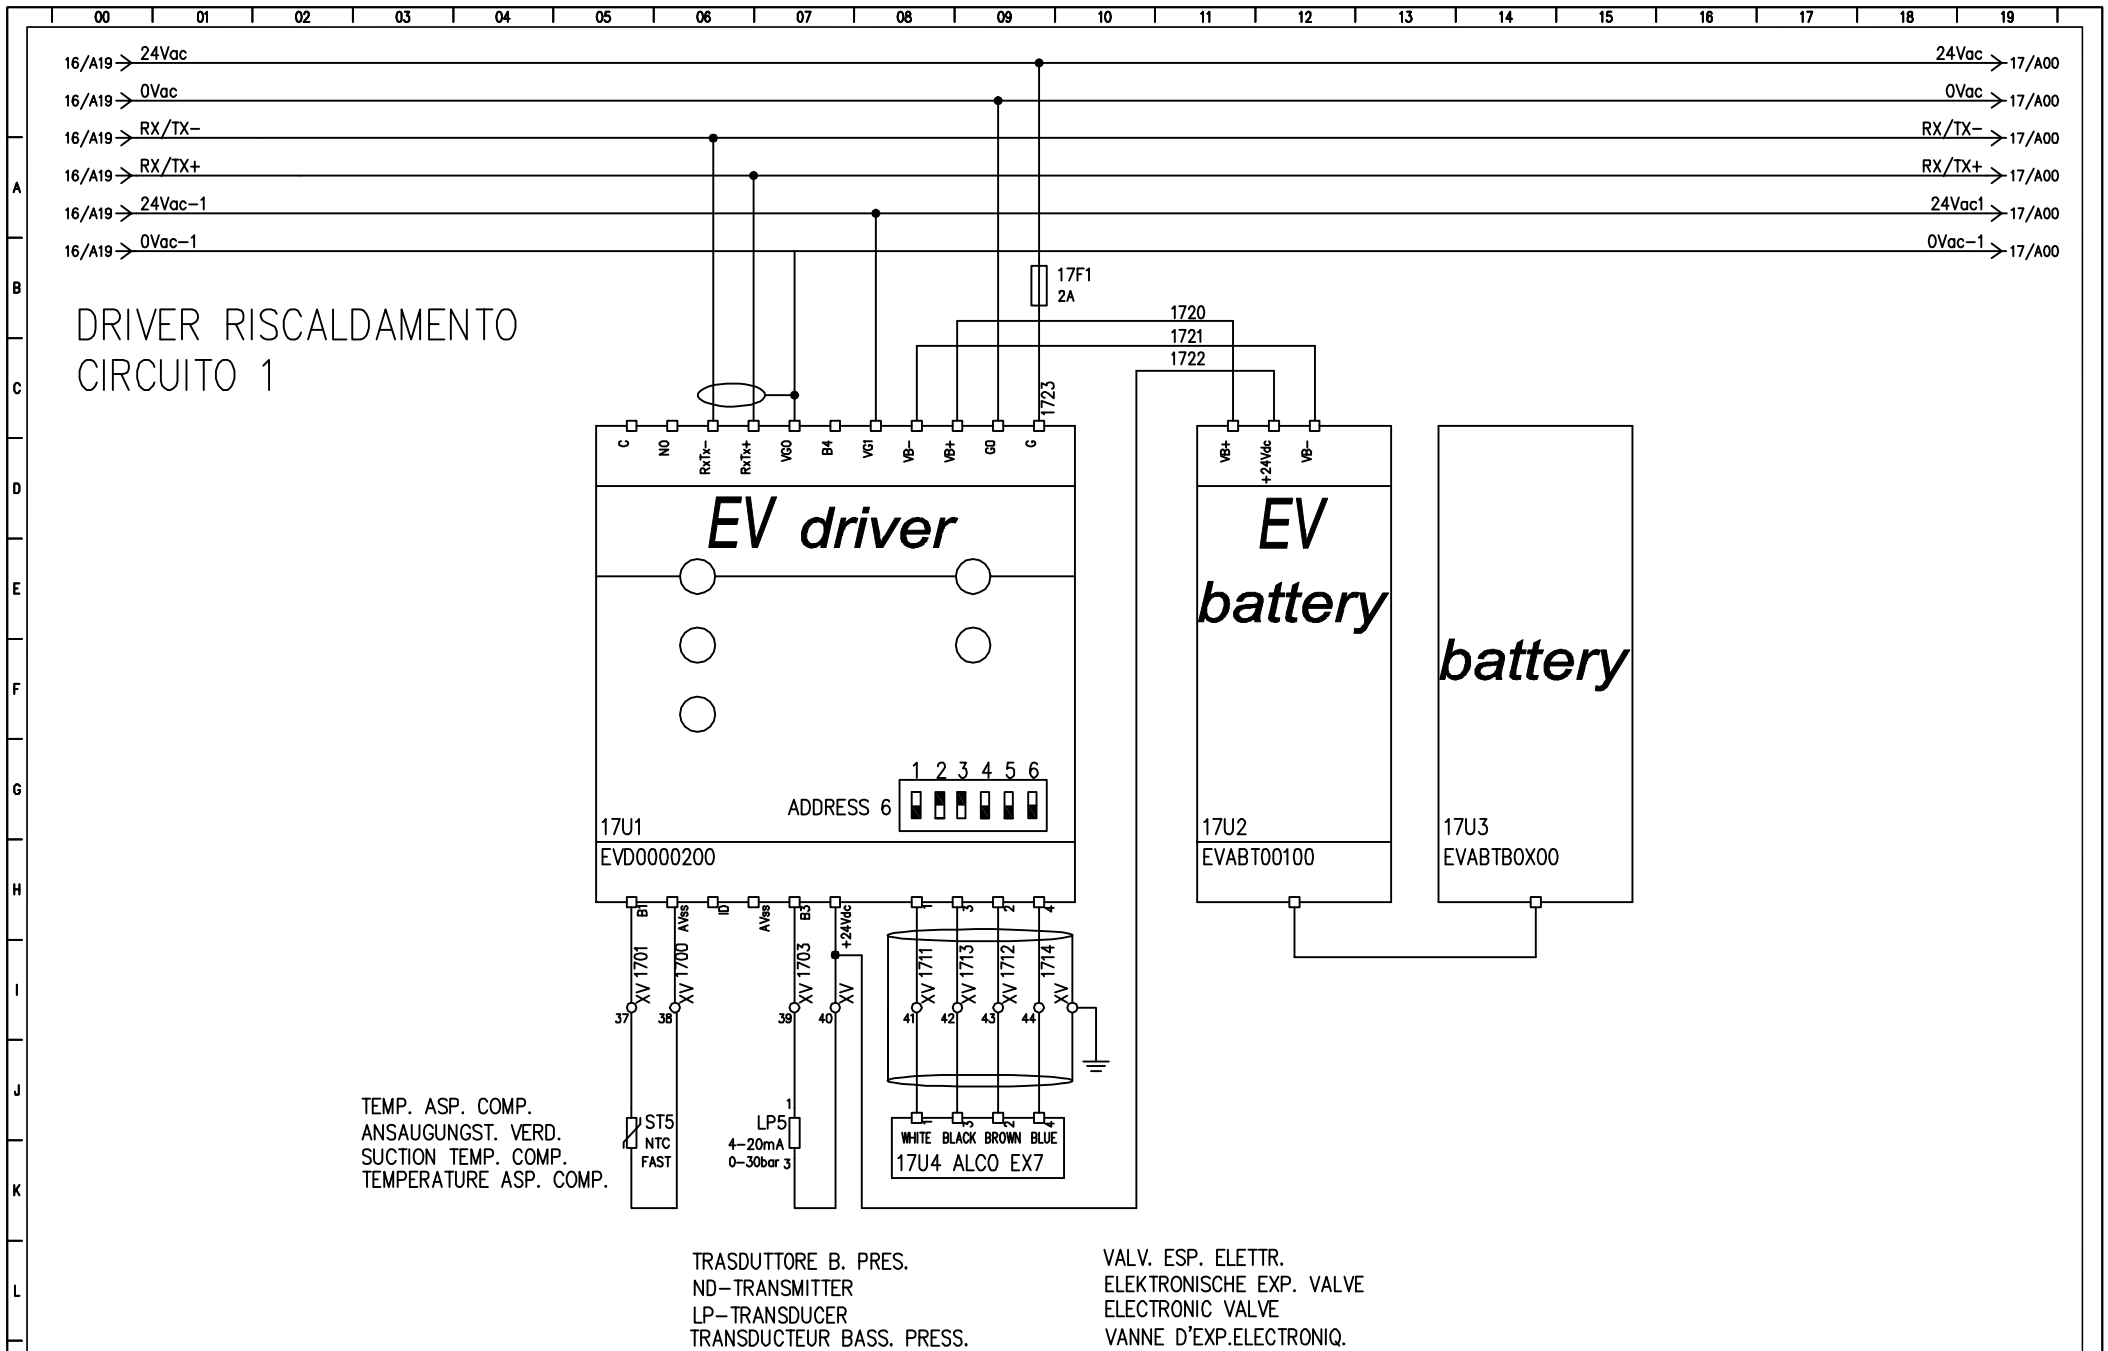 00 01 02 03 04 05 06 07 08 09 10 11 12 13 14 15 16 17 18 19
16/A19 24Vac 24Vac 17/A00
16/A19 0Vac 0Vac 17/A00
16/A19 RX/TX- RX/TX- 17/A00
16/A19 RX/TX+ RX/TX+ 17/A00
16/A19 24Vac-1 24Vac1 17/A00
16/A19 0Vac-1 0Vac-1 17/A00
A
B
C
D
E
F
G
H
I
J
K
L
DRIVER RISCALDAMENTO
CIRCUITO 1
17F1
2A
1720
1721
1722
1723
C N0 RxTx- RxTx+ VG0 B4 VG1 VB- VB+ G0 G
VB+ +24Vdc VB-
EV driver
EV
battery
battery
1 2 3 4 5 6
ADDRESS 6
17U1
EVD0000200
17U2
EVABT00100
17U3
EVABTB0X00
B1 AVss ID AVss B3 +24Vdc 1 3 2 4
XV 1701 XV 1700 XV 1703 XV XV 1711 XV 1713 XV 1712 1714 XV
37 38 39 40 41 42 43 44
TEMP. ASP. COMP.
ANSAUGUNGST. VERD.
SUCTION TEMP. COMP.
TEMPERATURE ASP. COMP.
ST5
NTC
FAST
1
LP5
4-20mA
0-30bar 3
1 3 2 4
WHITE BLACK BROWN BLUE
17U4 ALCO EX7
TRASDUTTORE B. PRES.
ND-TRANSMITTER
LP-TRANSDUCER
TRANSDUCTEUR BASS. PRESS.
VALV. ESP. ELETTR.
ELEKTRONISCHE EXP. VALVE
ELECTRONIC VALVE
VANNE D'EXP.ELECTRONIQ.